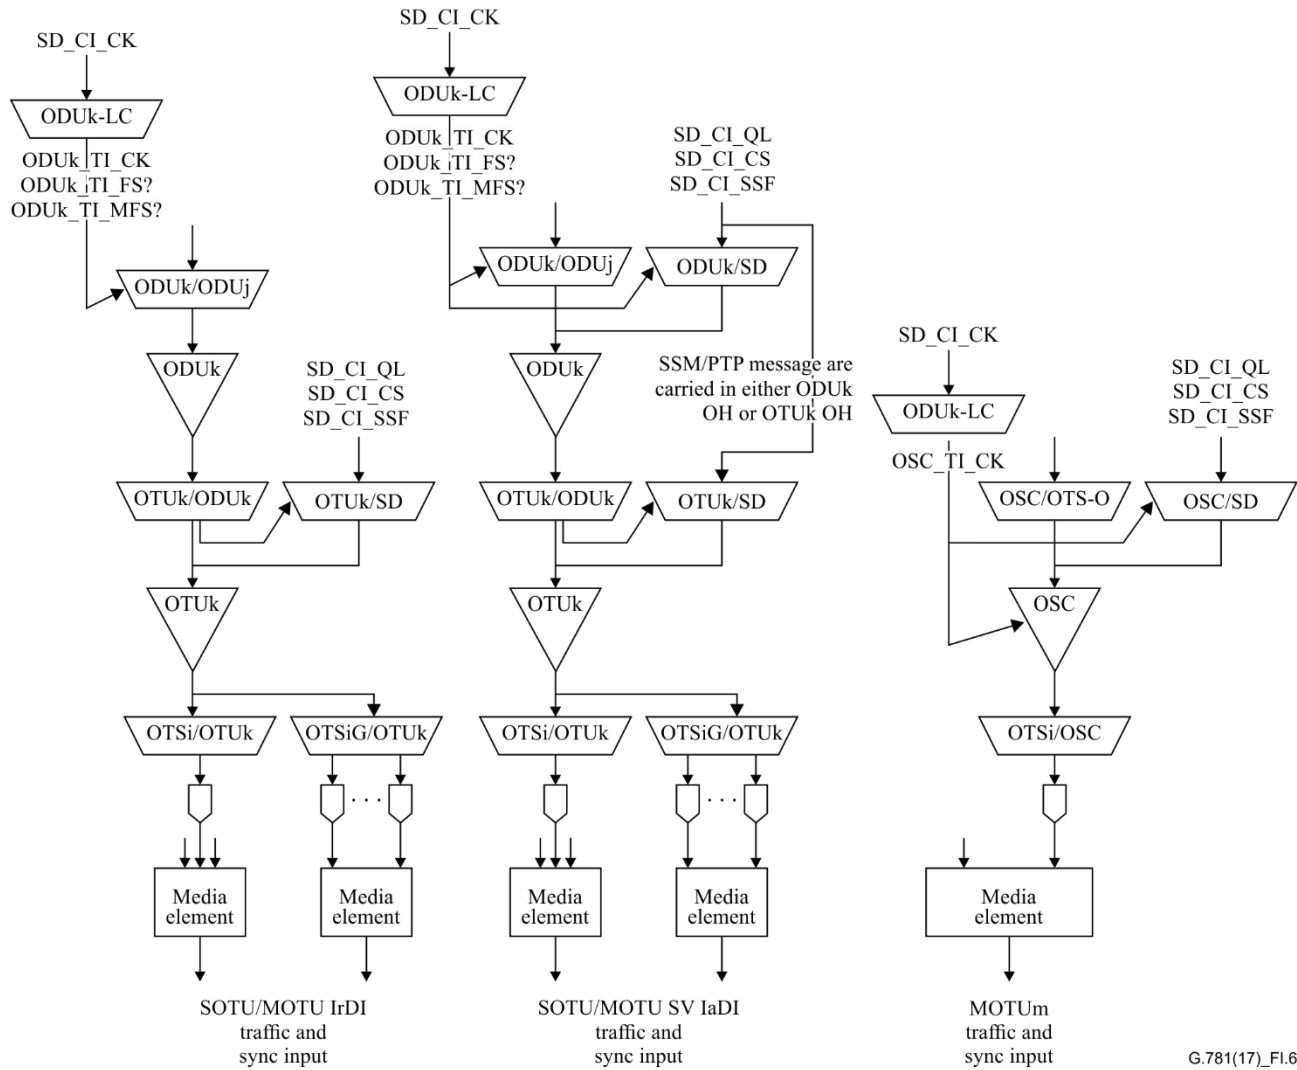 SD_CI_CK
ODUk-LC
ODUk_TI_CK
ODUk_TI_FS?
ODUk_TI_MFS?
ODUk/ODUj
ODUk
SD_CI_QL
SD_CI_CS
SD_CI_SSF
OTUk/ODUk
OTUk/SD
OTUk
OTSi/OTUk
OTSiG/OTUk
. . .
Media
element
Media
element
SOTU/MOTU IrDI
traffic and
sync input
SD_CI_CK
ODUk-LC
ODUk_TI_CK
ODUk_TI_FS?
ODUk_TI_MFS?
SD_CI_QL
SD_CI_CS
SD_CI_SSF
ODUk/ODUj
ODUk/SD
ODUk
SSM/PTP message are
carried in either ODUk
OH or OTUk OH
OTUk/ODUk
OTUk/SD
OTUk
OTSi/OTUk
OTSiG/OTUk
. . .
Media
element
Media
element
SOTU/MOTU SV IaDI
traffic and
sync input
SD_CI_CK
ODUk-LC
OSC_TI_CK
SD_CI_QL
SD_CI_CS
SD_CI_SSF
OSC/OTS-O
OSC/SD
OSC
OTSi/OSC
Media
element
MOTUm
traffic and
sync input
G.781(17)_FI.6